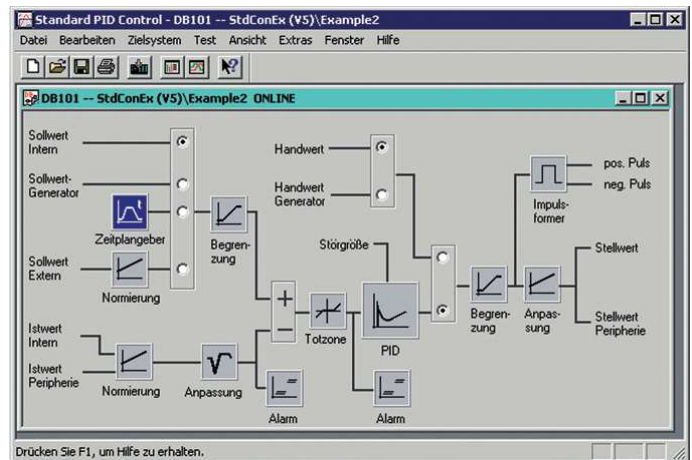 Standard PID Control - DB101 -- StdConEx (V5)\Example2
Datei Bearbeiten Zielsystem Test Ansicht Extras Fenster Hilfe
DB101 -- StdConEx (V5)\Example2 ONLINE
Sollwert
Intern
Sollwert-
Generator
Zeitplangeber
Sollwert
Extern
Normierung
Begren-
zung
Istwert
Intern
Istwert
Peripherie
Normierung
Anpassung
Alarm
Totzone
Handwert
Handwert
Generator
Störgröße
PID
Alarm
Begren-
zung
Anpas-
sung
Impuls-
former
pos. Puls
neg. Puls
Stellwert
Stellwert
Peripherie
Drücken Sie F1, um Hilfe zu erhalten.